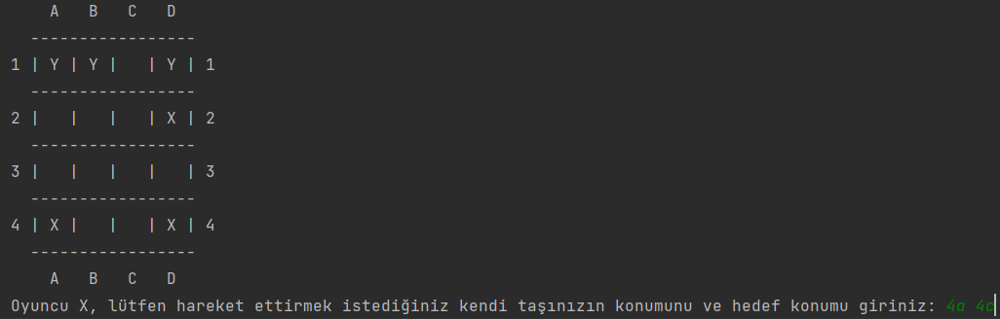 A   B   C   D
  -----------------
1 | Y | Y |   | Y | 1
  -----------------
2 |   |   |   | X | 2
  -----------------
3 |   |   |   |   | 3
  -----------------
4 | X |   |   | X | 4
  -----------------
    A   B   C   D
Oyuncu X, lütfen hareket ettirmek istediğiniz kendi taşınızın konumunu ve hedef konumu giriniz: 4a 4c